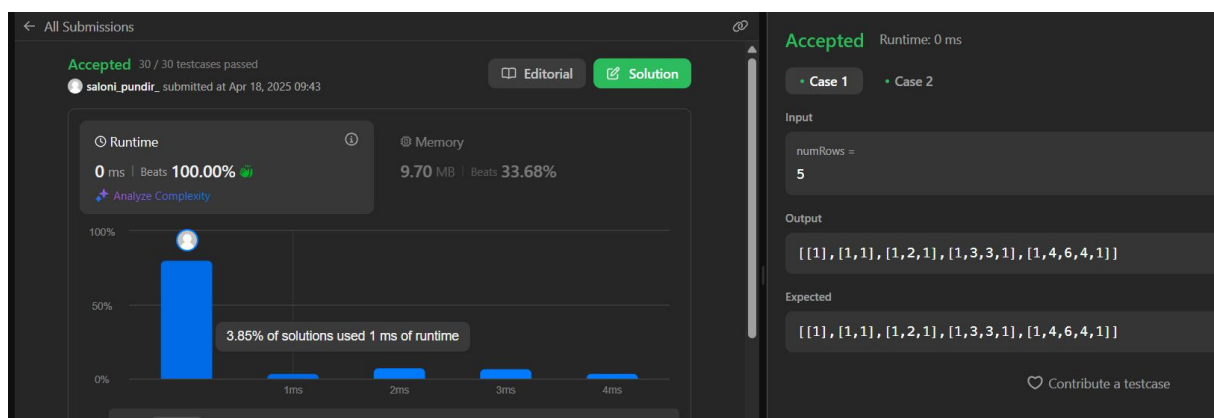 ← All Submissions
Accepted 30 / 30 testcases passed
saloni_pundir_ submitted at Apr 18, 2025 09:43
Editorial
Solution
Runtime
0 ms | Beats 100.00%
Analyze Complexity
Memory
9.70 MB | Beats 33.68%
100%
50%
0%
3.85% of solutions used 1 ms of runtime
1ms 2ms 3ms 4ms
Accepted Runtime: 0 ms
• Case 1 • Case 2
Input
numRows =
5
Output
[[1],[1,1],[1,2,1],[1,3,3,1],[1,4,6,4,1]]
Expected
[[1],[1,1],[1,2,1],[1,3,3,1],[1,4,6,4,1]]
Contribute a testcase